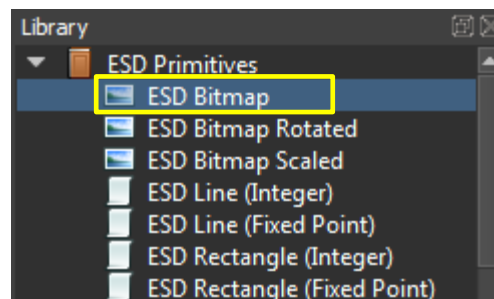 Library
ESD Primitives
ESD Bitmap
ESD Bitmap Rotated
ESD Bitmap Scaled
ESD Line (Integer)
ESD Line (Fixed Point)
ESD Rectangle (Integer)
ESD Rectangle (Fixed Point)